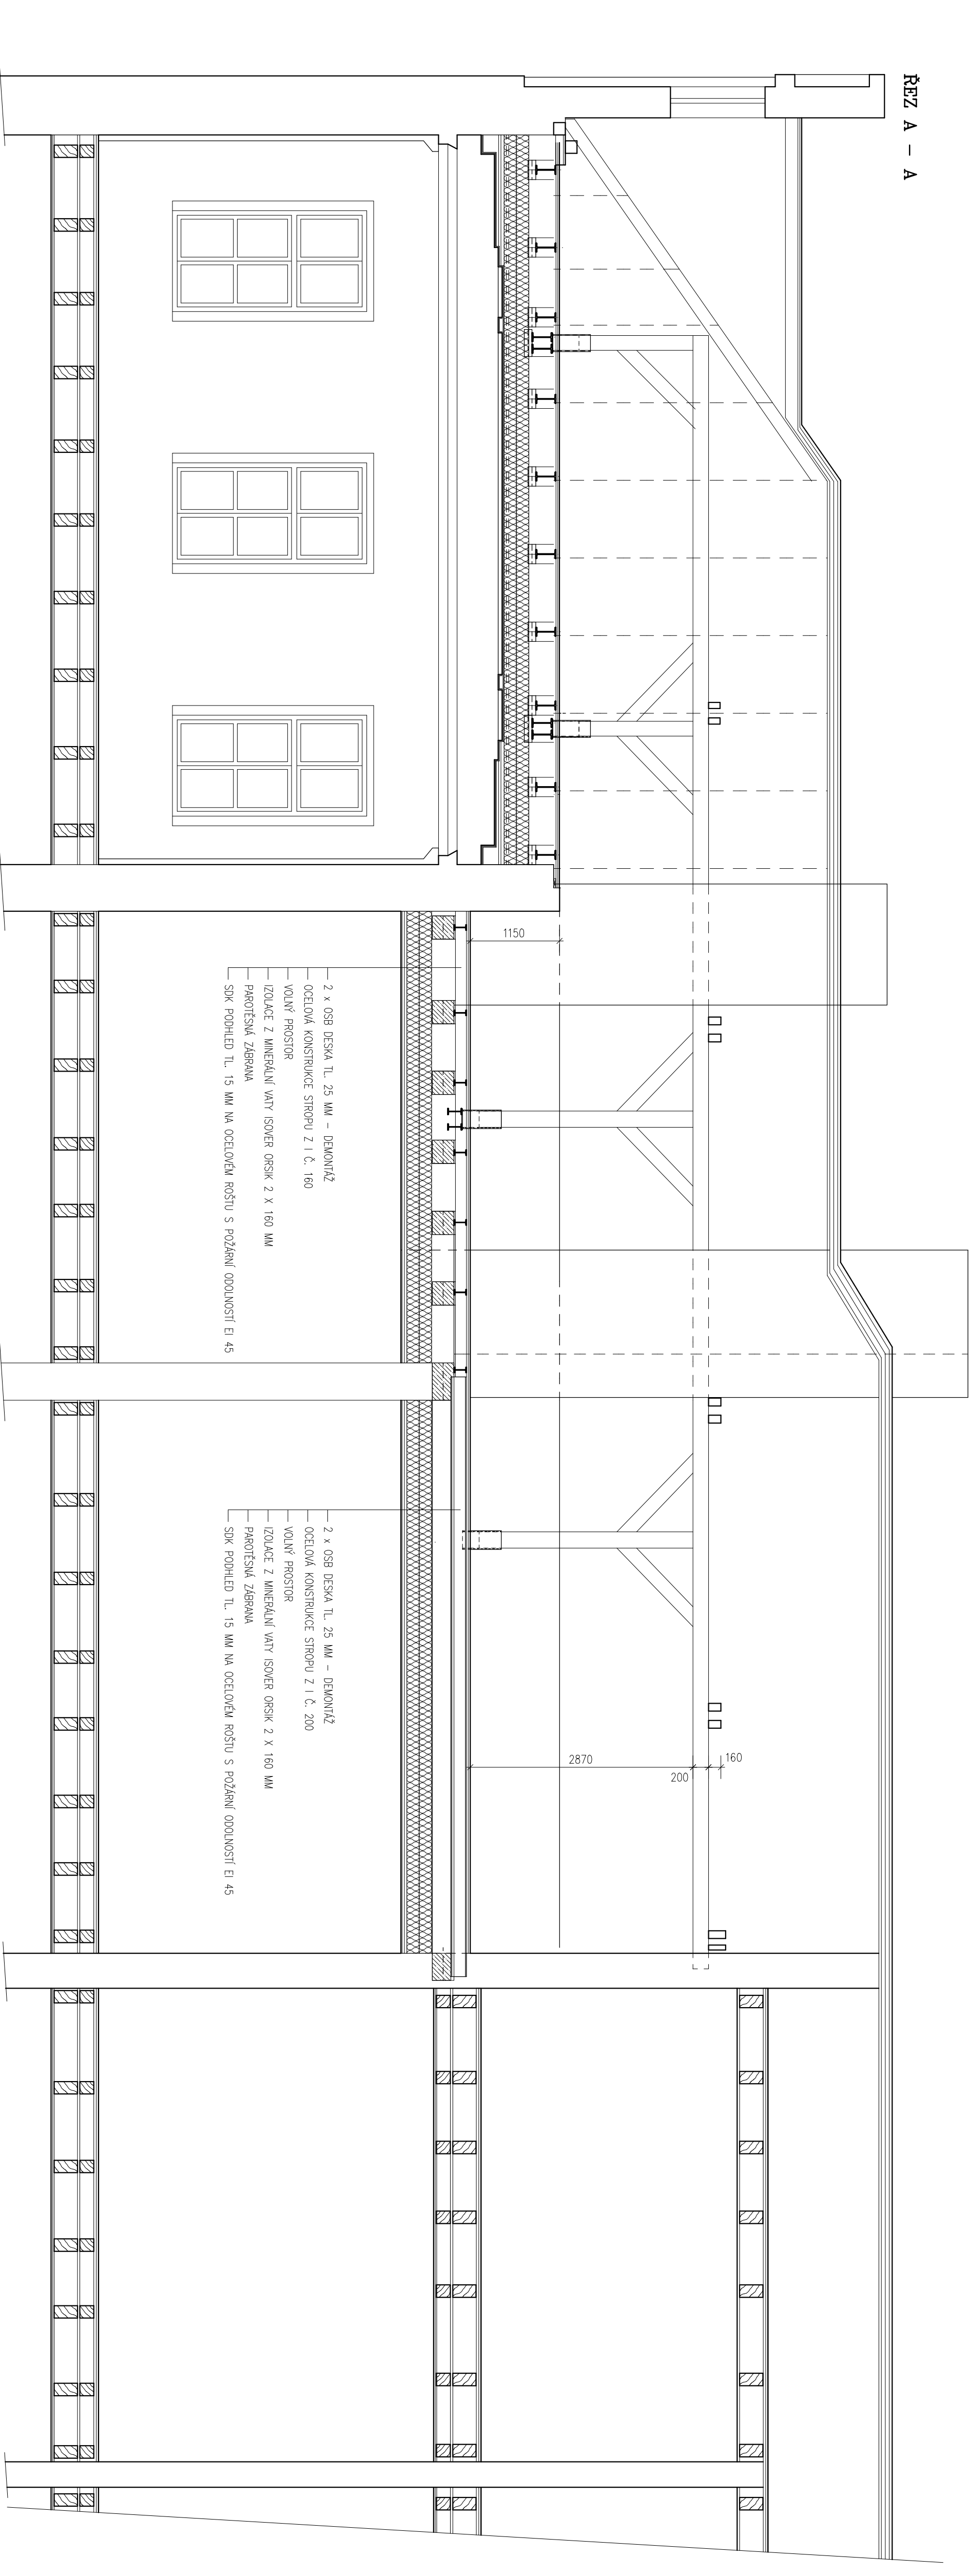 ŘEZ A – A
1150
2 x OSB DESKA TL. 25 MM – DEMONTÁŽ
OCELOVÁ KONSTRUKCE STROPU Z I Č. 160
VOLNÝ PROSTOR
IZOLACE Z MINERÁLNÍ VATY ISOVER ORSIK 2 X 160 MM
PAROTĚSNÁ ZÁBRANA
SDK PODHLED TL. 15 MM NA OCELOVÉM ROŠTU S POŽÁRNÍ ODOLNOSTÍ EI 45
2 x OSB DESKA TL. 25 MM – DEMONTÁŽ
OCELOVÁ KONSTRUKCE STROPU Z I Č. 200
VOLNÝ PROSTOR
IZOLACE Z MINERÁLNÍ VATY ISOVER ORSIK 2 X 160 MM
PAROTĚSNÁ ZÁBRANA
SDK PODHLED TL. 15 MM NA OCELOVÉM ROŠTU S POŽÁRNÍ ODOLNOSTÍ EI 45
2870
200
160